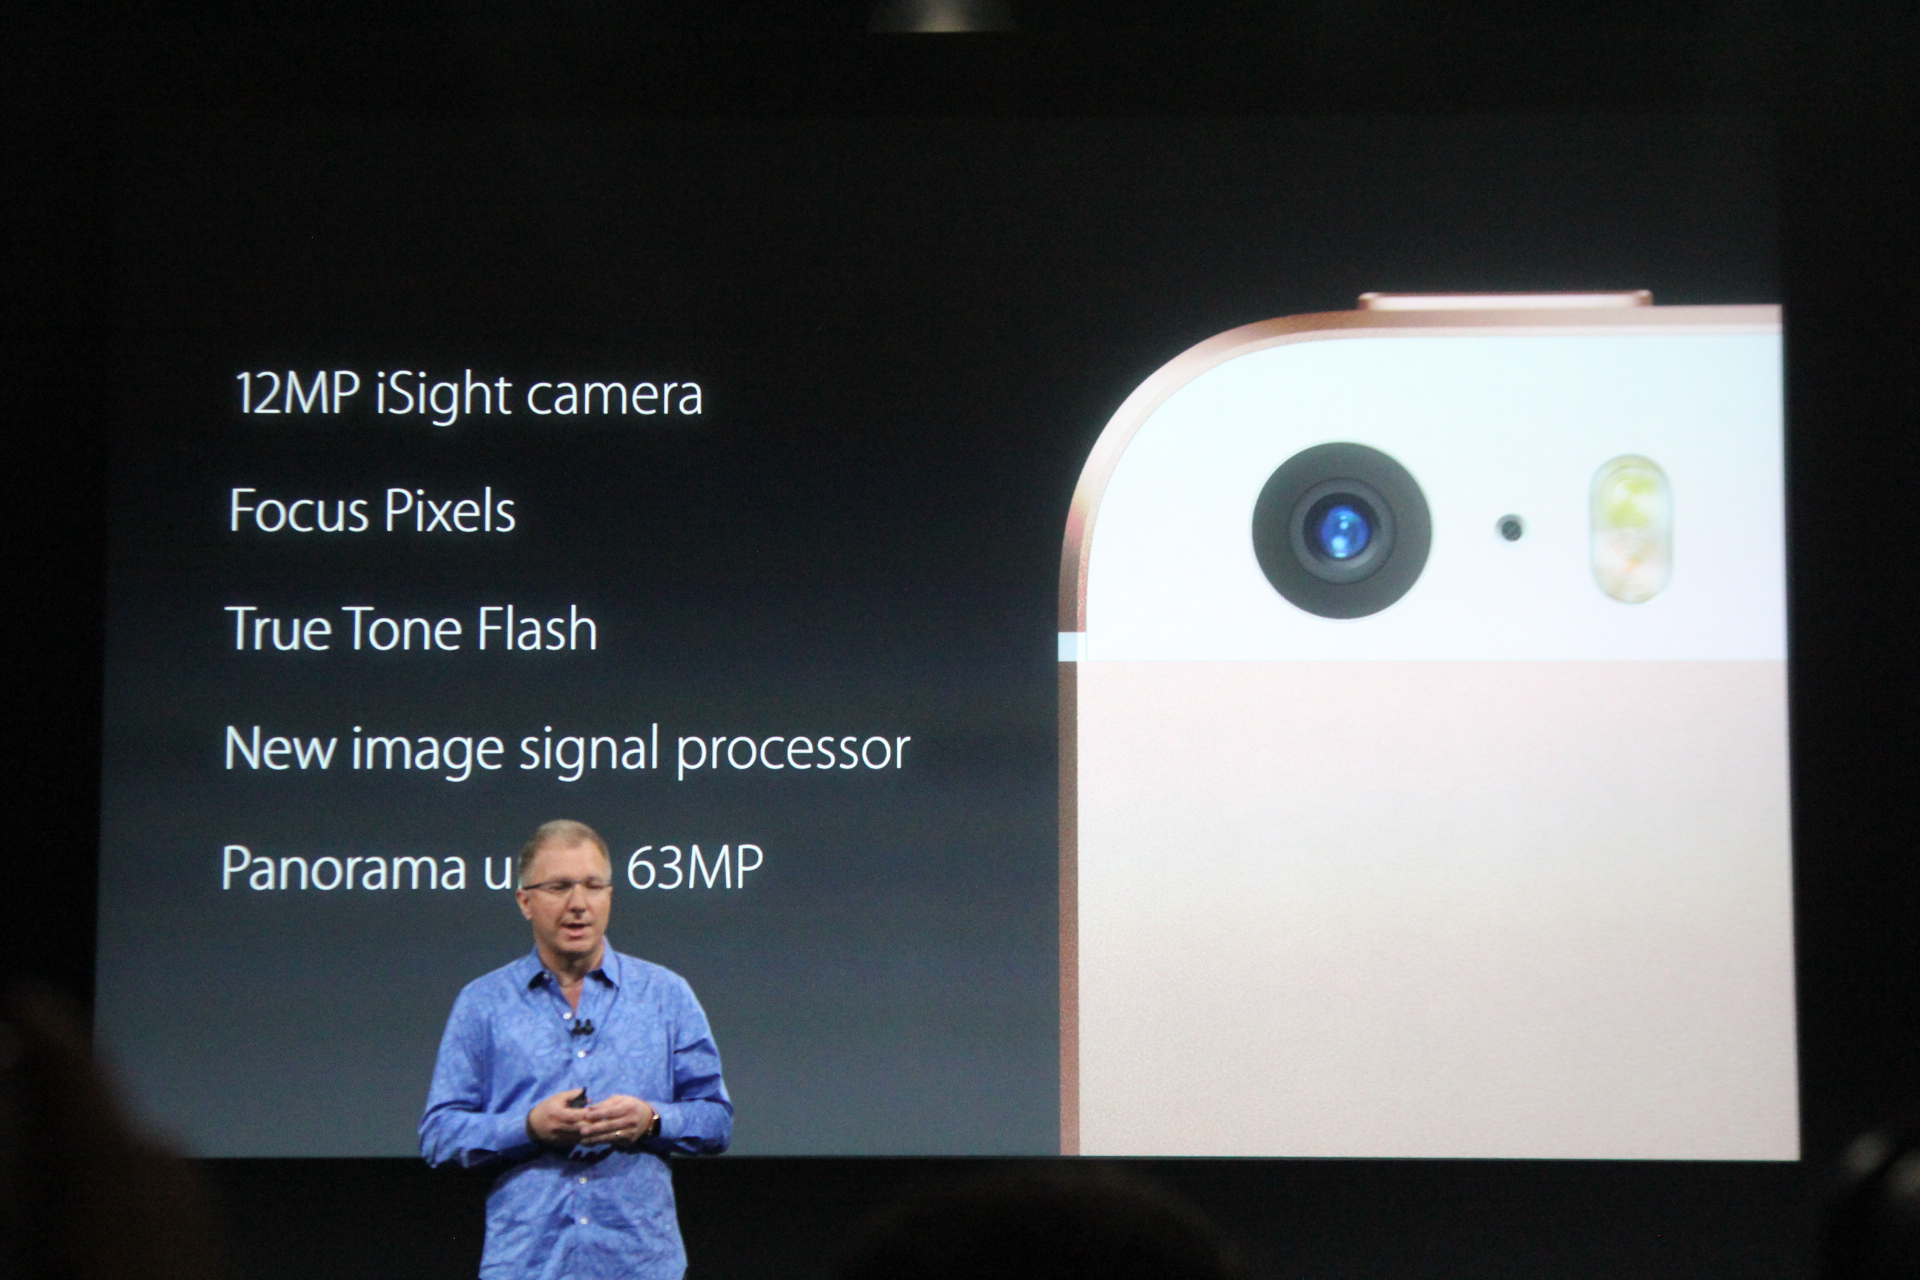 12MP iSight camera
Focus Pixels
True Tone Flash
New image signal processor
Panorama 63MP